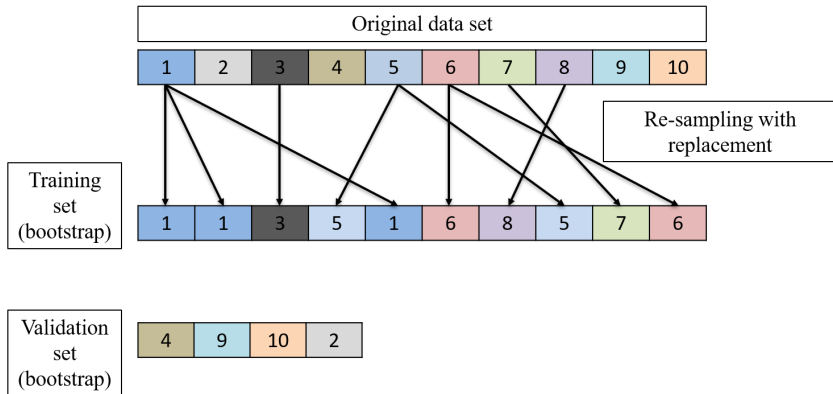 Original data set
1 2 3 4 5 6 7 8 9 10
Re-sampling with
replacement
Training
set
(bootstrap)
1 1 3 5 1 6 8 5 7 6
Validation
set
(bootstrap)
4 9 10 2